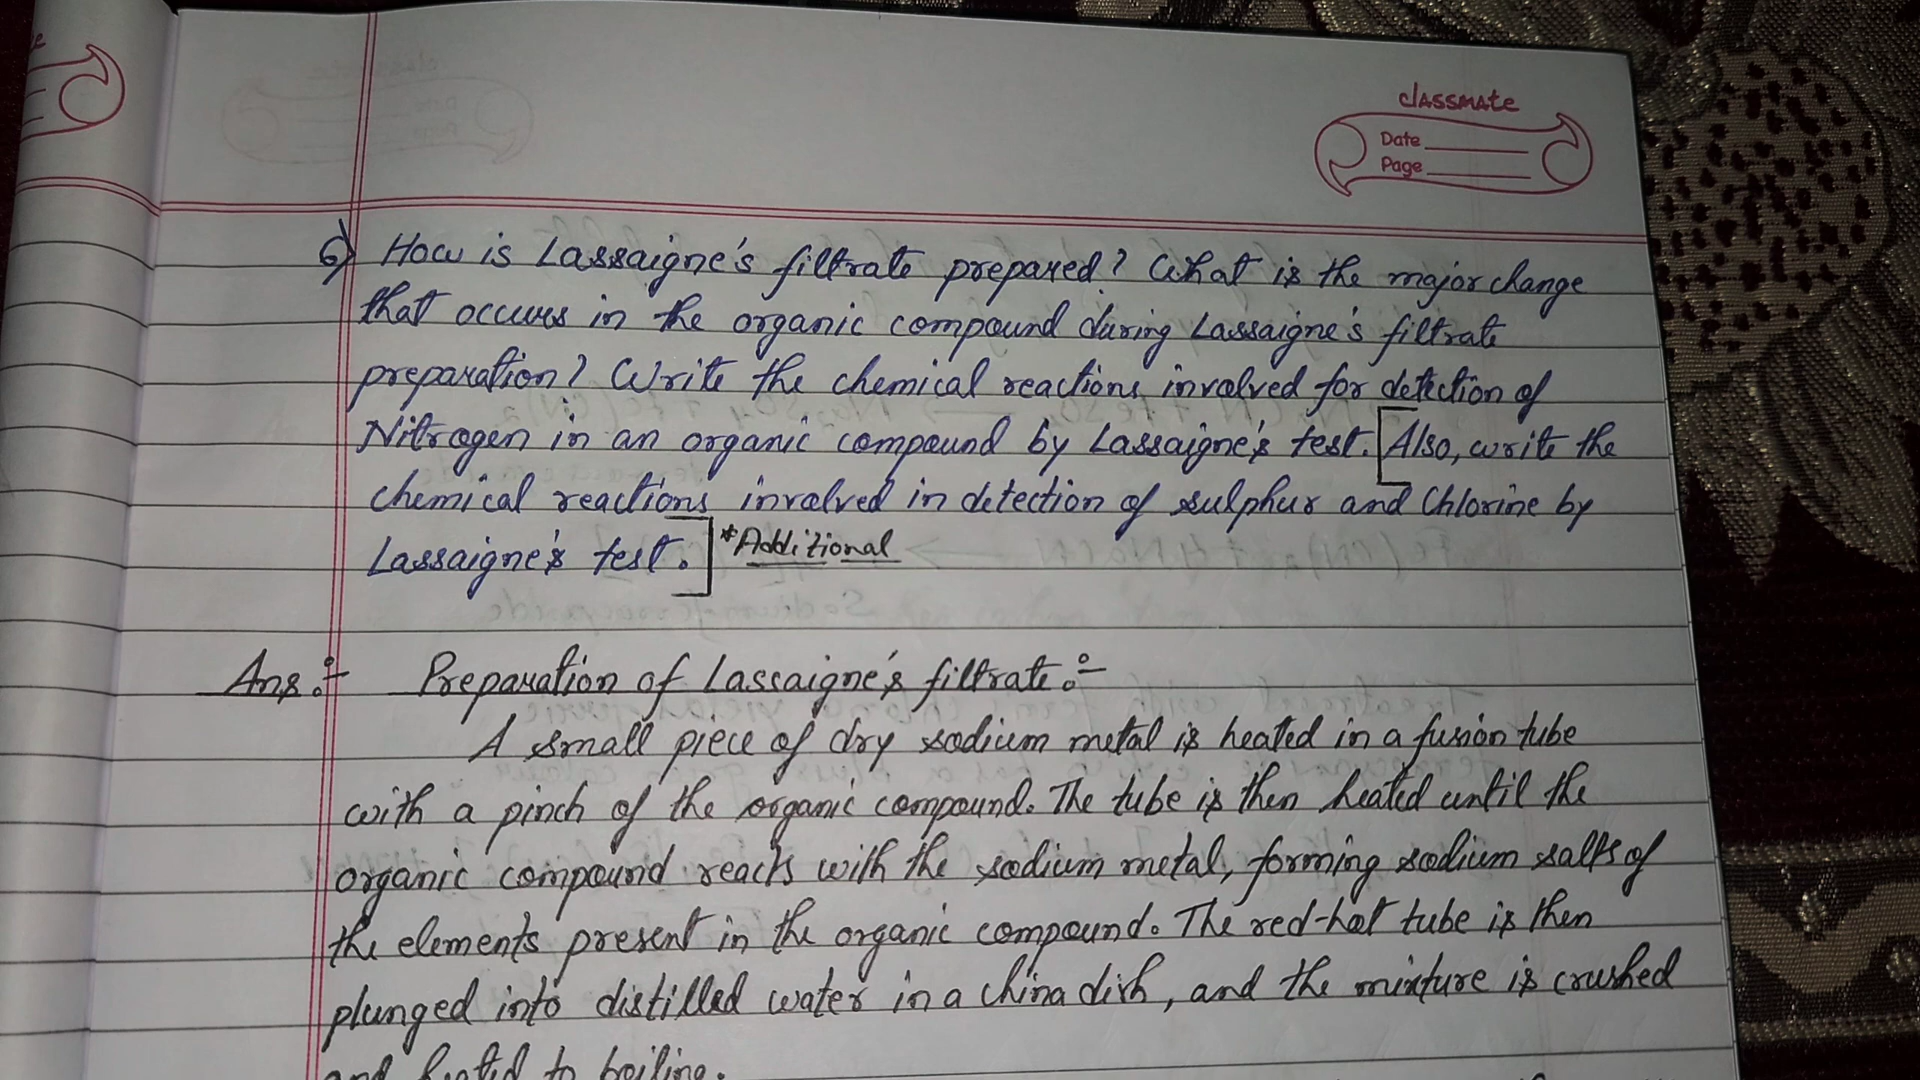 classmate
Date
Page
6) How is Lassaigne's filtrate prepared? What is the major change
that occurs in the organic compound during Lassaigne's filtrate
preparation? Write the chemical reactions involved for detection of
Nitrogen in an organic compound by Lassaigne's test. [Also, write the
chemical reactions involved in detection of sulphur and Chlorine by
Lassaigne's test.] *Additional
Ans:- Preparation of Lassaigne's filtrate:-
A small piece of dry sodium metal is heated in a fusion tube
with a pinch of the organic compound. The tube is then heated until the
organic compound reacts with the sodium metal, forming sodium salts of
the elements present in the organic compound. The red-hot tube is then
plunged into distilled water in a china dish, and the mixture is crushed
and heated to boiling.